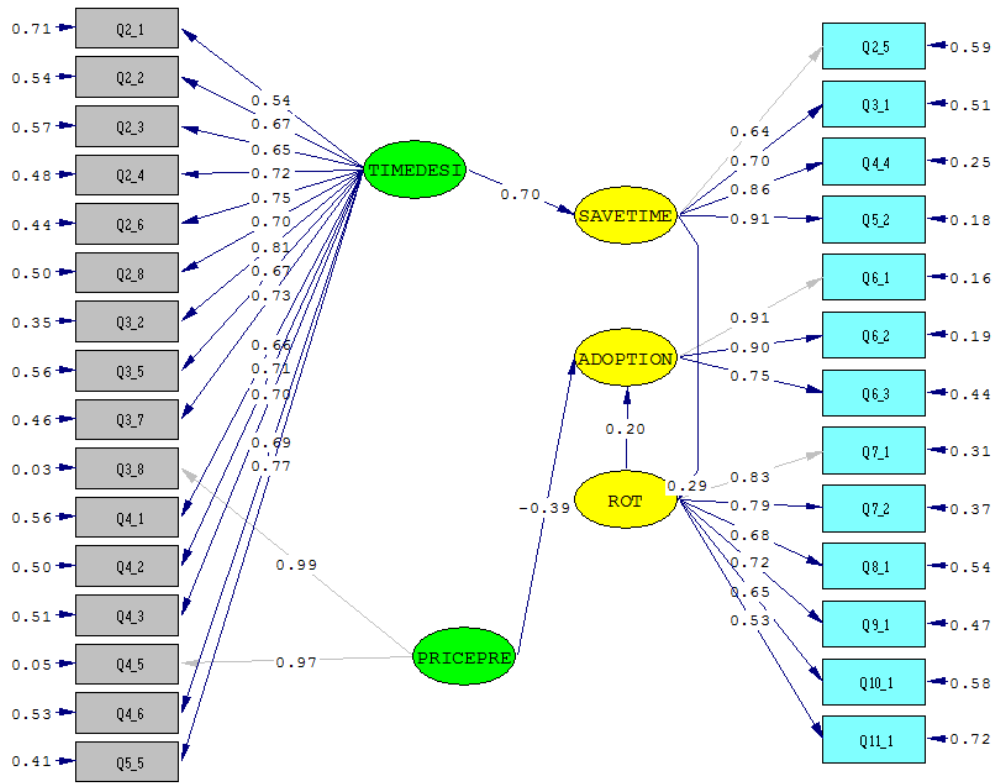 0.71 Q2_1
0.54 Q2_2
0.57 Q2_3
0.48 Q2_4
0.44 Q2_6
0.50 Q2_8
0.35 Q3_2
0.56 Q3_5
0.46 Q3_7
0.03 Q3_8
0.56 Q4_1
0.50 Q4_2
0.51 Q4_3
0.05 Q4_5
0.53 Q4_6
0.41 Q5_5
0.54
0.67
0.65
0.72
0.75
0.70
0.81
0.67
0.73
0.66
0.71
0.70
0.69
0.77
0.99
0.97
TIMEDESI
PRICEPRE
0.70
-0.39
SAVETIME
ADOPTION
0.20
ROT
0.29
0.64
0.70
0.86
0.91
0.91
0.90
0.75
0.83
0.79
0.68
0.72
0.65
0.53
Q2_5 0.59
Q3_1 0.51
Q4_4 0.25
Q5_2 0.18
Q6_1 0.16
Q6_2 0.19
Q6_3 0.44
Q7_1 0.31
Q7_2 0.37
Q8_1 0.54
Q9_1 0.47
Q10_1 0.58
Q11_1 0.72